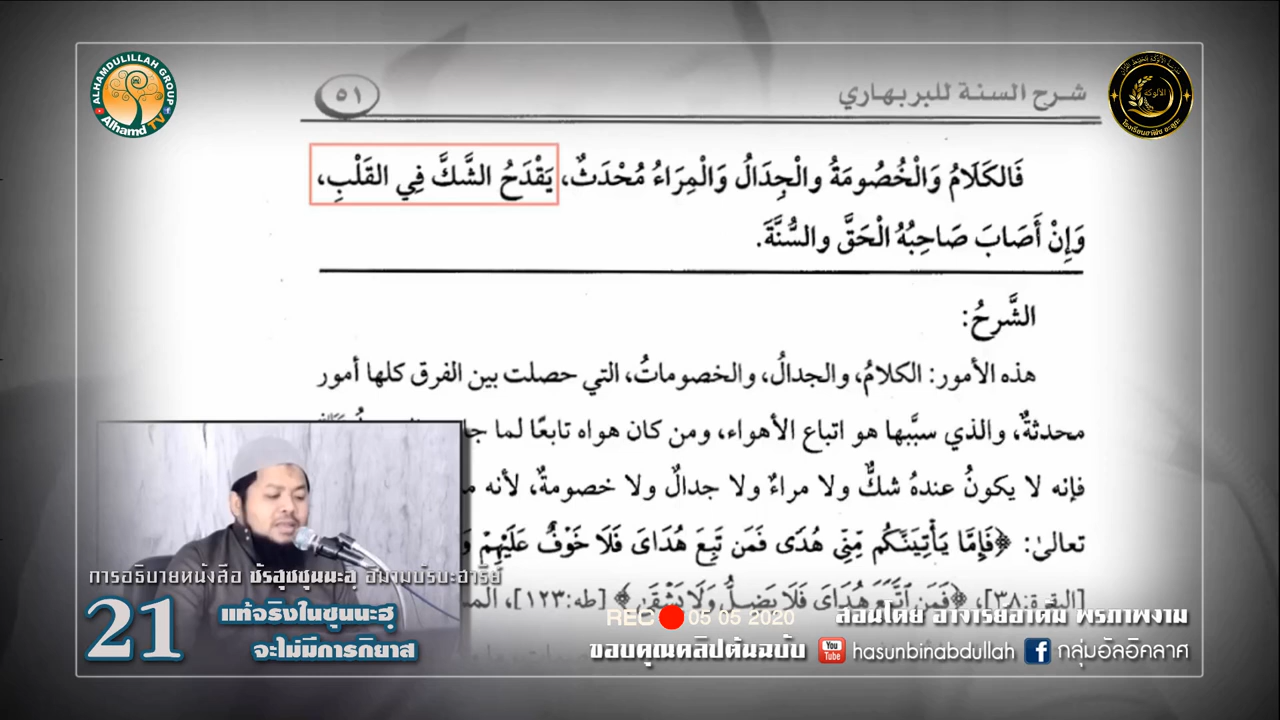 ALHAMDULILLAH GROUP
Alhamd TV
الألوكة
شرح السنة للبربهاري
٥١
فَالكَلَامُ وَالْخُصُومَةُ والْجِدَالُ وَالْمِرَاءُ مُحْدَثٌ، يَقْدَحُ الشَّكَّ فِي القَلْبِ،
وَإِنْ أَصَابَ صَاحِبُهُ الْحَقَّ والسُّنَّةَ.
الشَّرحُ:
هذه الأمور: الكلامُ، والجدالُ، والخصوماتُ، التي حصلت بين الفرق كلها أمور
محدثةٌ، والذي سببها هو اتباع الأهواء، ومن كان هواه تابعًا لما
فإنه لا يكونُ عندهُ شكٌّ ولا مراءٌ ولا جدالٌ ولا خصومةٌ، لأنه
تعالىٰ: ﴿فَإِمَّا يَأْتِيَنَّكُم مِّنِّي هُدًى فَمَن تَبِعَ هُدَايَ فَلَا خَوْفٌ عَلَيْهِمْ
[البقرة:٣٨]، ﴿فَمَنِ اتَّبَعَ هُدَايَ فَلَا يَضِلُّ وَلَا يَشْقَى﴾ [طه:١٢٣]،
การอธิบายหนังสือ ชัรฮุซซุนนะฮฺ อิมามบัรบะฮารีย์
21
แท้จริงในซุนนะฮฺ
จะไม่มีการกิยาส
REC 05 05 2020
สอนโดย อาจารย์อาดัม พรภาพงาม
ขอบคุณคลิปต้นฉบับ You Tube hasunbinabdullah f กลุ่มอัลอิคลาศ